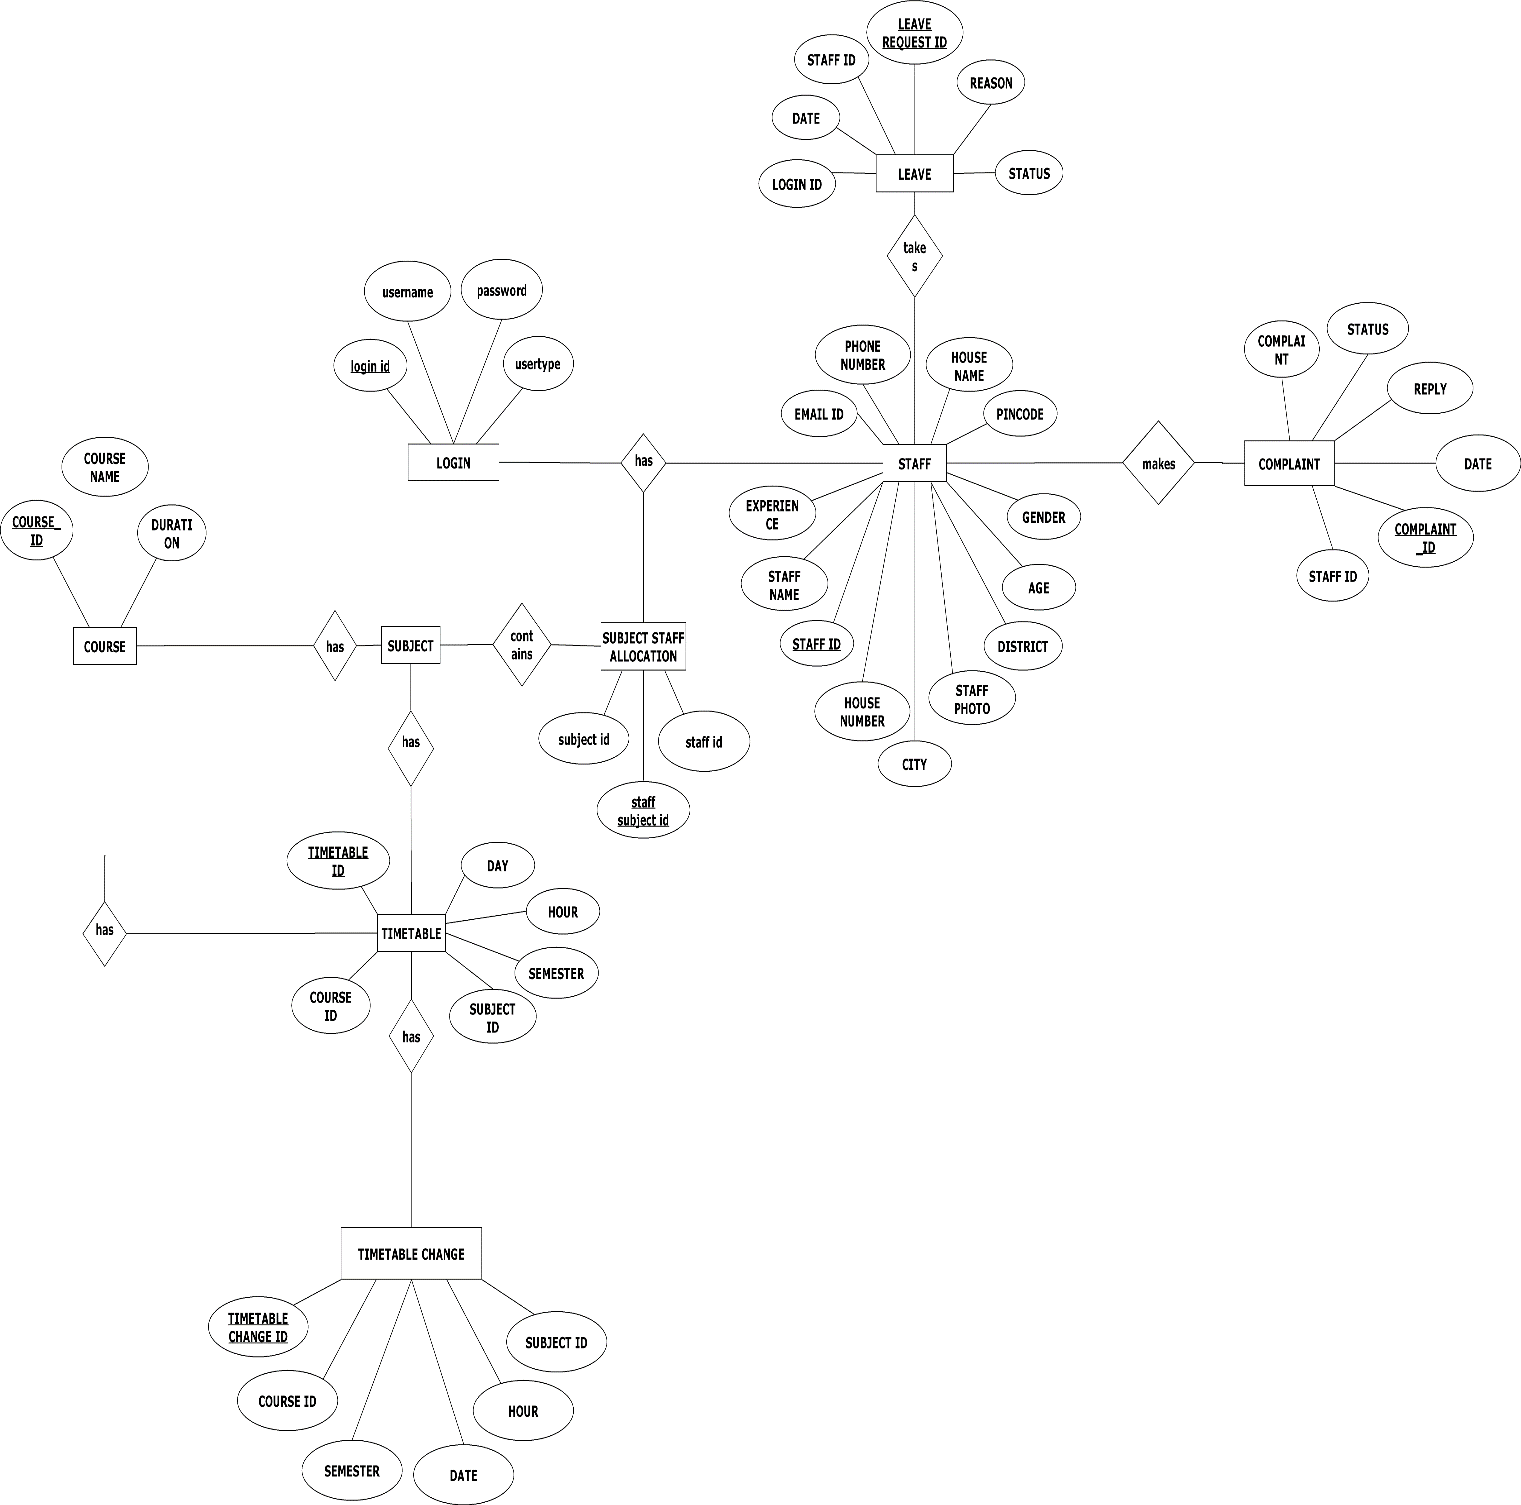 LEAVE
REQUEST ID
STAFF ID
REASON
DATE
LEAVE
STATUS
LOGIN ID
take
s
username
password
login id
usertype
LOGIN
has
PHONE
NUMBER
HOUSE
NAME
EMAIL ID
PINCODE
STAFF
EXPERIEN
CE
GENDER
STAFF
NAME
AGE
STAFF ID
DISTRICT
HOUSE
NUMBER
STAFF
PHOTO
CITY
makes
COMPLAI
NT
STATUS
REPLY
COMPLAINT
DATE
COMPLAINT
_ID
STAFF ID
COURSE
NAME
COURSE_
ID
DURATI
ON
COURSE
has
SUBJECT
cont
ains
SUBJECT STAFF
ALLOCATION
subject id
staff id
staff
subject id
has
TIMETABLE
ID
DAY
HOUR
has
TIMETABLE
SEMESTER
COURSE
ID
SUBJECT
ID
has
TIMETABLE CHANGE
TIMETABLE
CHANGE ID
SUBJECT ID
COURSE ID
HOUR
SEMESTER
DATE